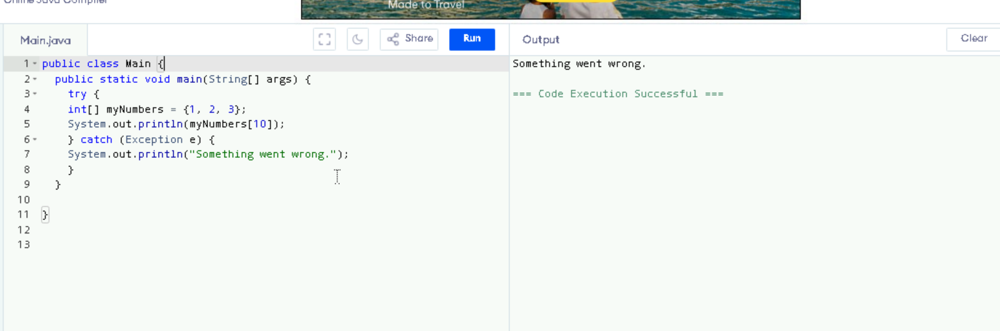 Online Java Compiler
Made to Travel
Main.java
Share
Run
Output
Clear
1 public class Main {
2 public static void main(String[] args) {
3 try {
4 int[] myNumbers = {1, 2, 3};
5 System.out.println(myNumbers[10]);
6 } catch (Exception e) {
7 System.out.println("Something went wrong.");
8 }
9 }
10
11 }
12
13
Something went wrong.
=== Code Execution Successful ===